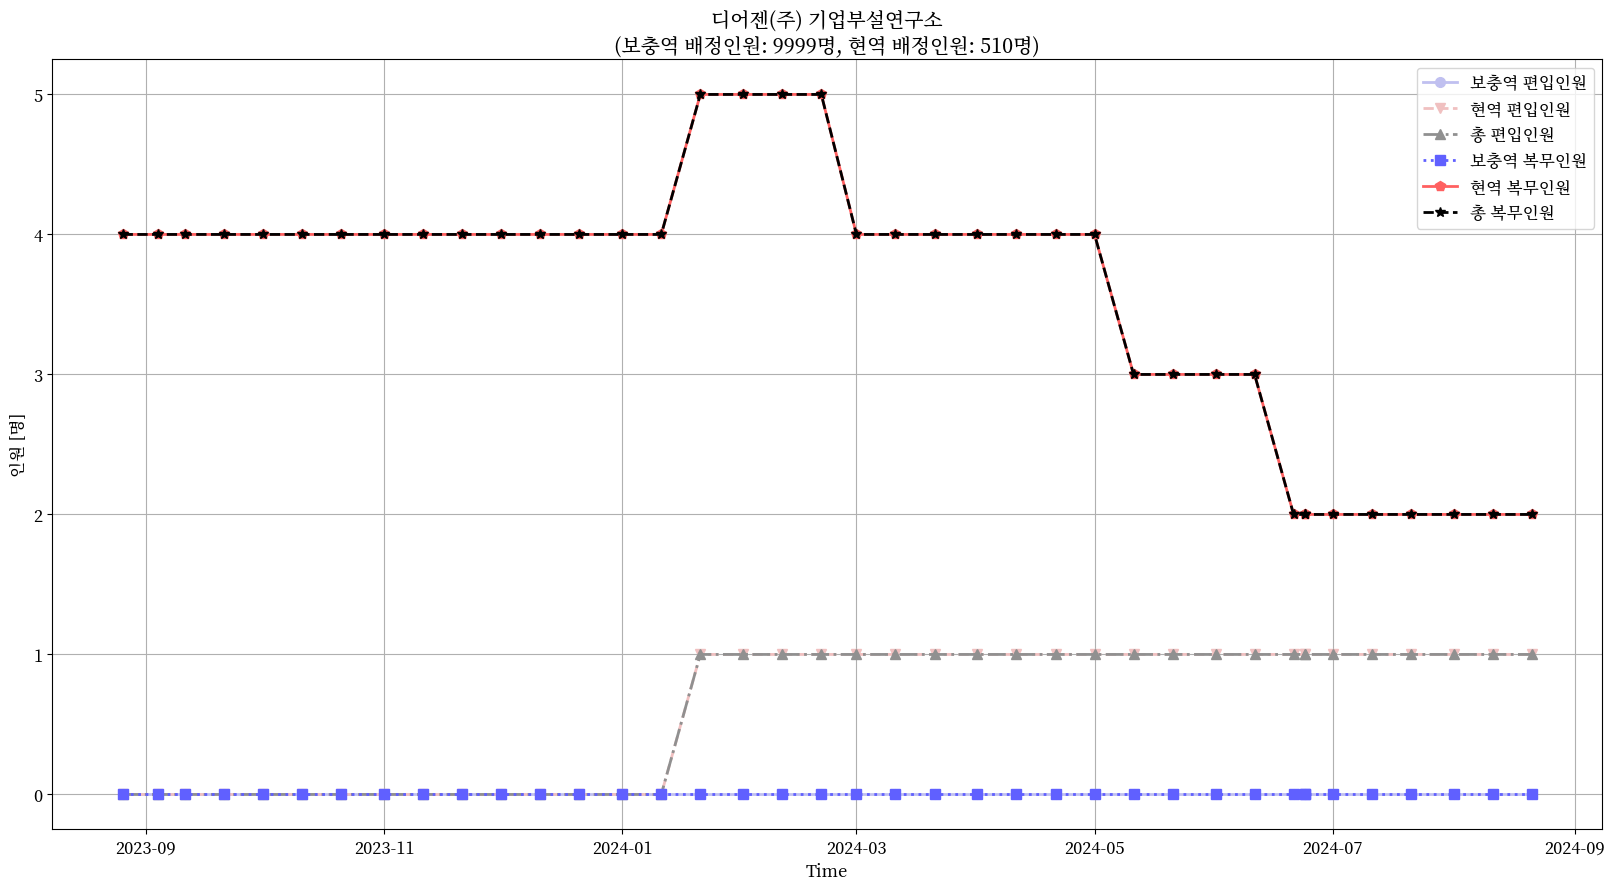 디어젠(주) 기업부설연구소
(보충역 배정인원: 9999명, 현역 배정인원: 510명)
보충역 편입인원
현역 편입인원
총 편입인원
보충역 복무인원
현역 복무인원
총 복무인원
인원 [명]
5
4
3
2
1
0
2023-09
2023-11
2024-01
2024-03
2024-05
2024-07
2024-09
Time